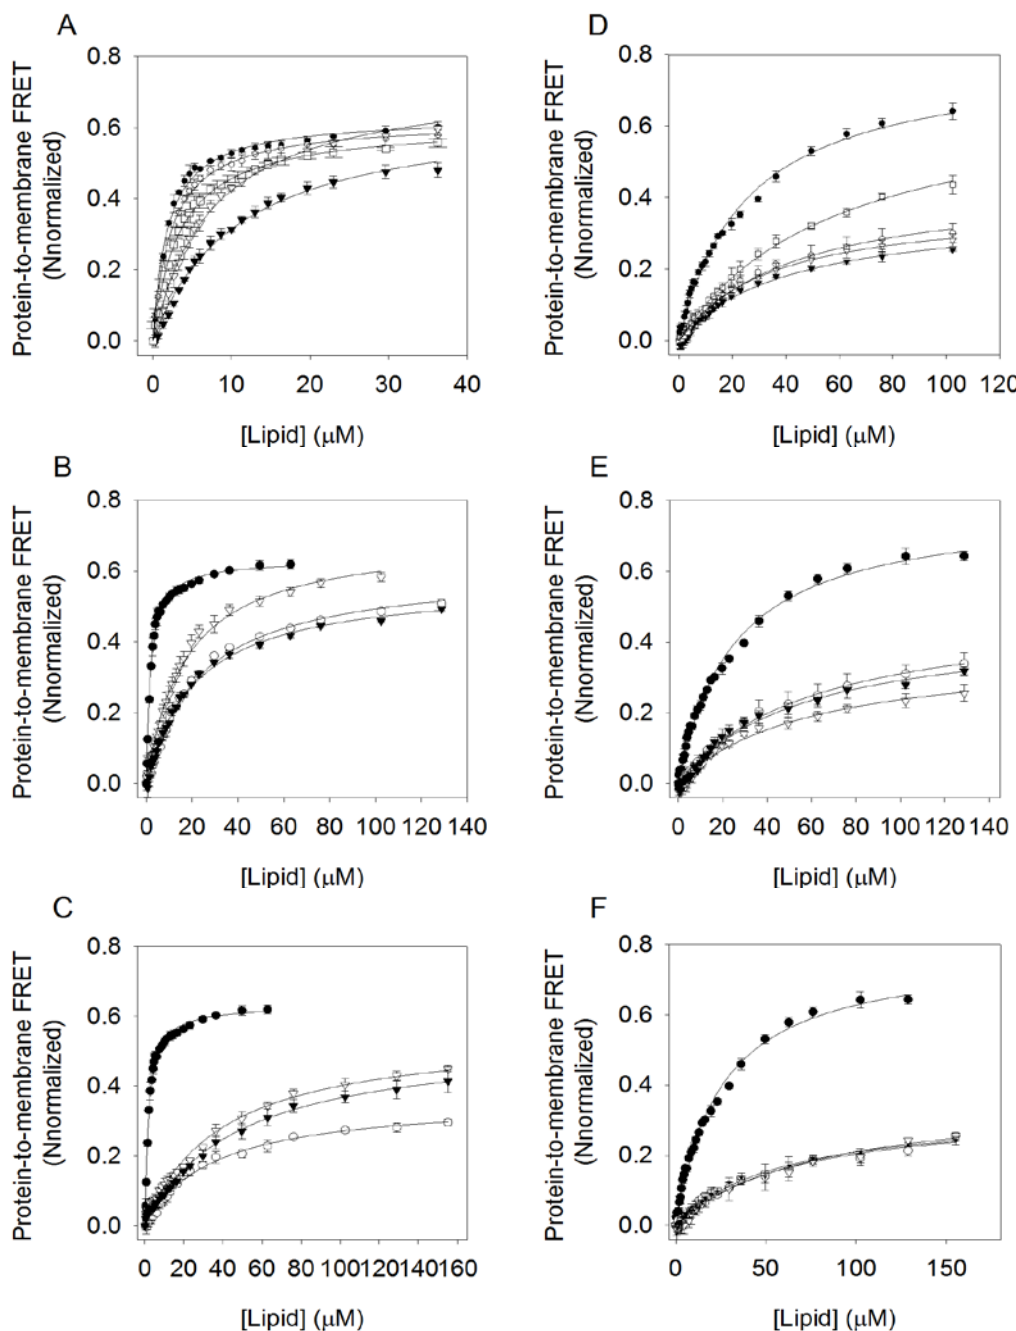 A
Protein-to-membrane FRET
(Nnormalized)
0.8
0.6
0.4
0.2
0.0
0 10 20 30 40
[Lipid] (μM)
D
Protein-to-membrane FRET
(Nnormalized)
0.8
0.6
0.4
0.2
0.0
0 20 40 60 80 100 120
[Lipid] (μM)
B
Protein-to-membrane FRET
(Nnormalized)
0.8
0.6
0.4
0.2
0.0
0 20 40 60 80 100 120 140
[Lipid] (μM)
E
Protein-to-membrane FRET
(Nnormalized)
0.8
0.6
0.4
0.2
0.0
0 20 40 60 80 100 120 140
[Lipid] (μM)
C
Protein-to-membrane FRET
(Nnormalized)
0.8
0.6
0.4
0.2
0.0
0 20 40 60 80 100120140160
[Lipid] (μM)
F
Protein-to-membrane FRET
(Nnormalized)
0.8
0.6
0.4
0.2
0.0
0 50 100 150
[Lipid] (μM)